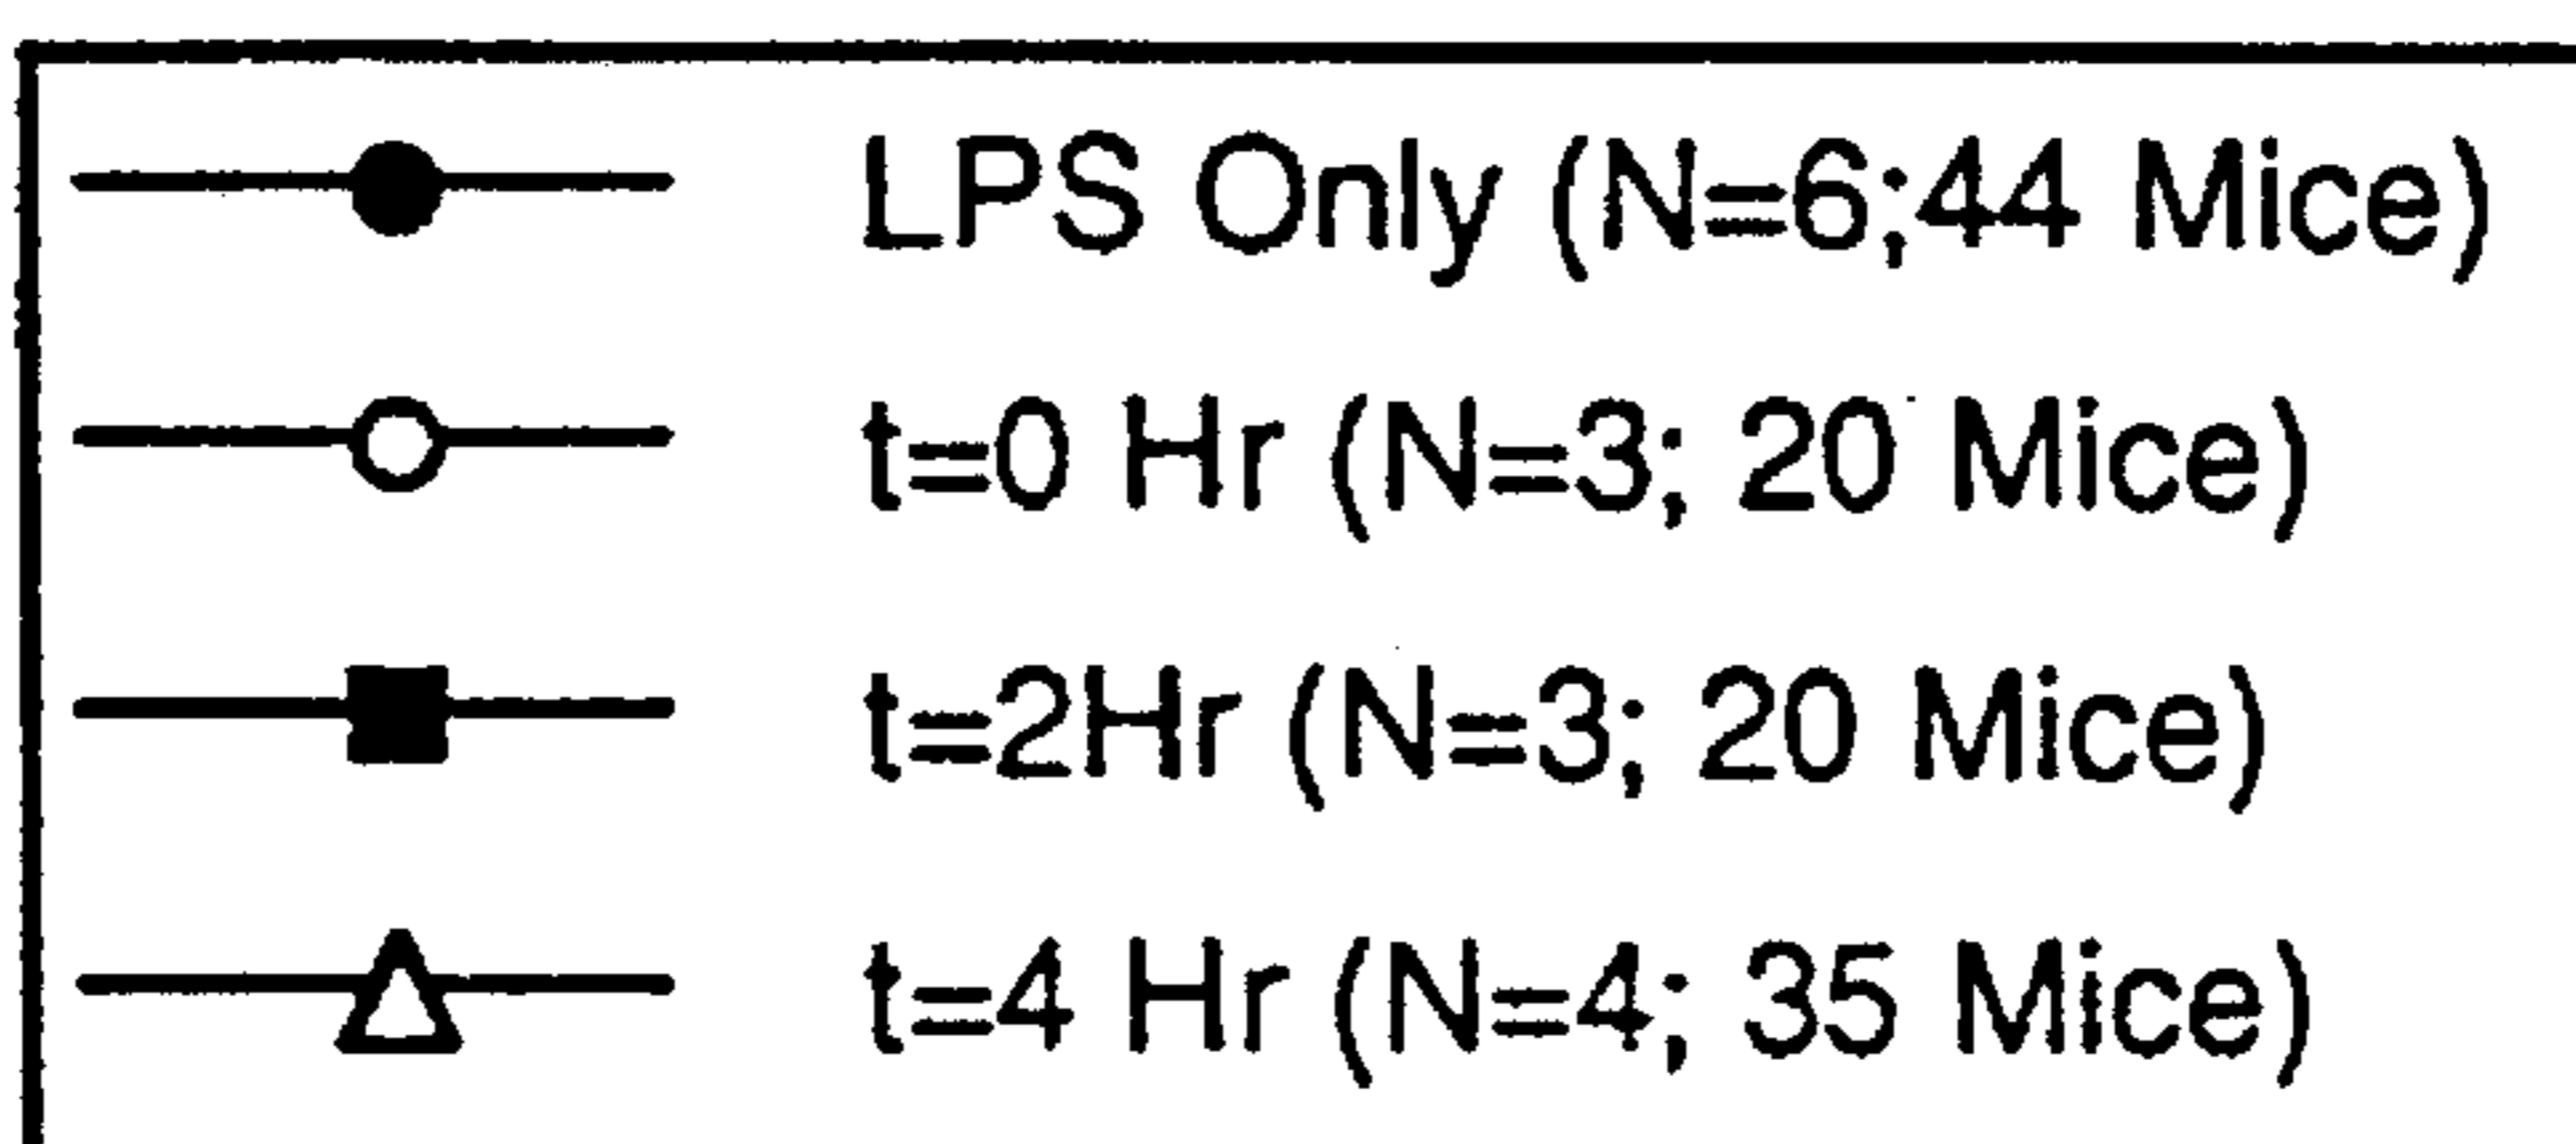 LPS Only (N=6;44 Mice)
t=0 Hr (N=3; 20 Mice)
t=2Hr (N=3; 20 Mice)
t=4 Hr (N=4; 35 Mice)